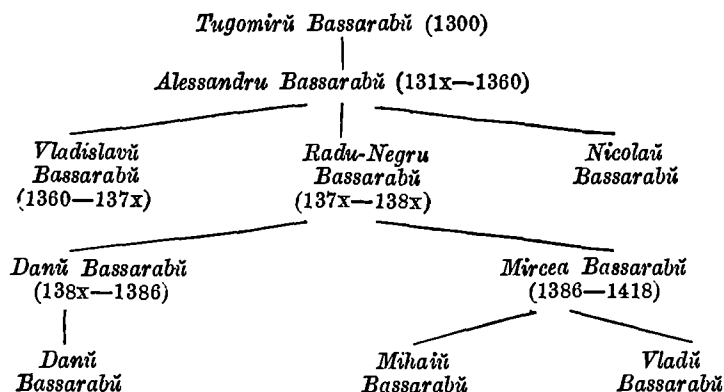 Tugomirŭ Bassarabŭ (1300)
Alessandru Bassarabŭ (131x—1360)
Vladislavŭ
Bassarabŭ
(1360—137x)
Radu-Negru
Bassarabŭ
(137x—138x)
Nicolaŭ
Bassarabŭ
Danŭ Bassarabŭ
(138x—1386)
Mircea Bassarabŭ
(1386—1418)
Danŭ
Bassarabŭ
Mihaiŭ
Bassarabŭ
Vladŭ
Bassarabŭ